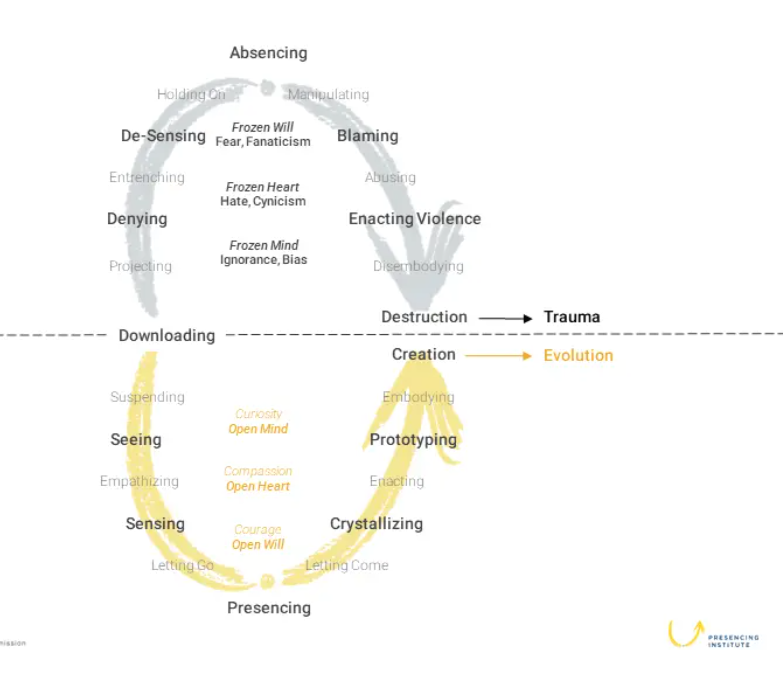 Absencing
Holding On
Manipulating
De-Sensing
Frozen Will
Fear, Fanaticism
Blaming
Entrenching
Frozen Heart
Hate, Cynicism
Abusing
Denying
Enacting Violence
Projecting
Frozen Mind
Ignorance, Bias
Disembodying
Destruction
Trauma
Downloading
Creation
Evolution
Suspending
Embodying
Curiosity
Open Mind
Seeing
Prototyping
Empathizing
Compassion
Open Heart
Enacting
Sensing
Courage
Open Will
Crystallizing
Letting Go
Letting Come
Presencing
PRESENCING
INSTITUTE